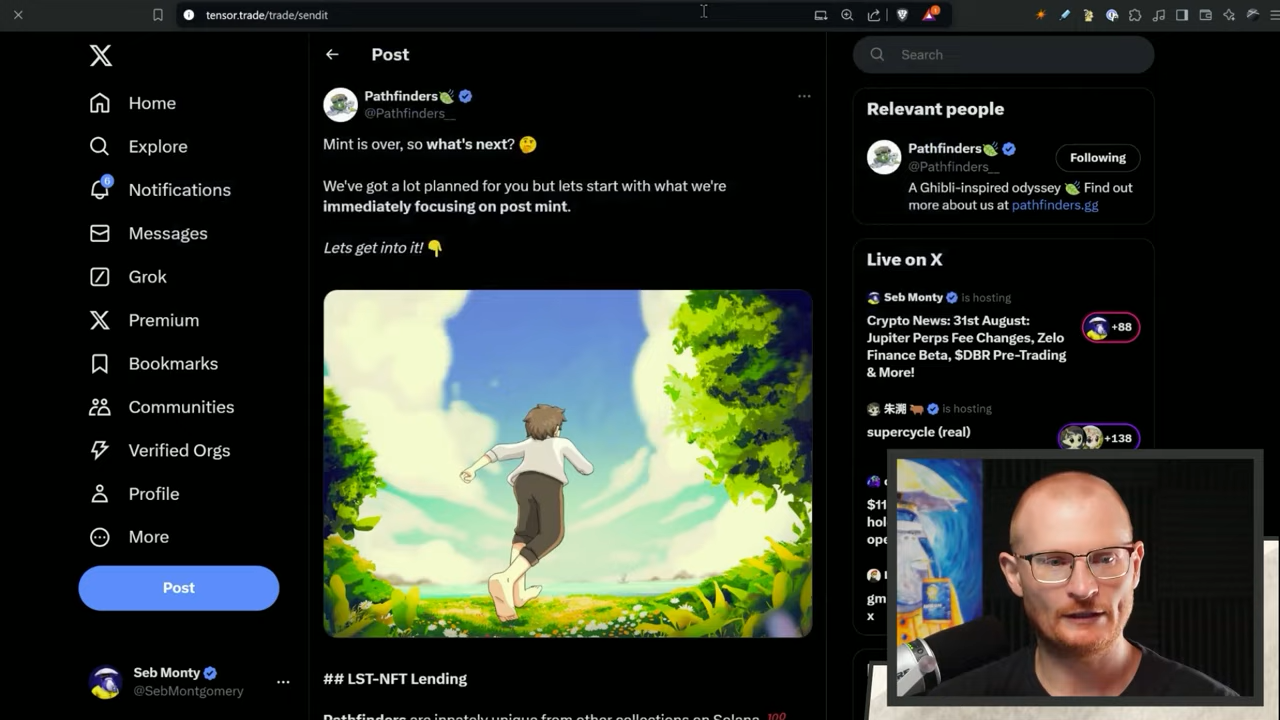 tensor.trade/trade/sendit
Home
Explore
6
Notifications
Messages
Grok
Premium
Bookmarks
Communities
Verified Orgs
Profile
More
Post
Seb Monty
@SebMontgomery
Post
Pathfinders🍃
@Pathfinders__
Mint is over, so what's next? 🤔
We've got a lot planned for you but lets start with what we're
immediately focusing on post mint.
Lets get into it! 👇
## LST-NFT Lending
Pathfinders are innately unique from other collections on Solana 💯
Search
Relevant people
Pathfinders🍃
@Pathfinders__
Following
A Ghibli-inspired odyssey 🍃 Find out
more about us at pathfinders.gg
Live on X
Seb Monty is hosting
Crypto News: 31st August:
Jupiter Perps Fee Changes, Zelo
Finance Beta, $DBR Pre-Trading
& More!
+88
朱溯 🐂 is hosting
supercycle (real)
+138
$11
hol
ope
gm
x